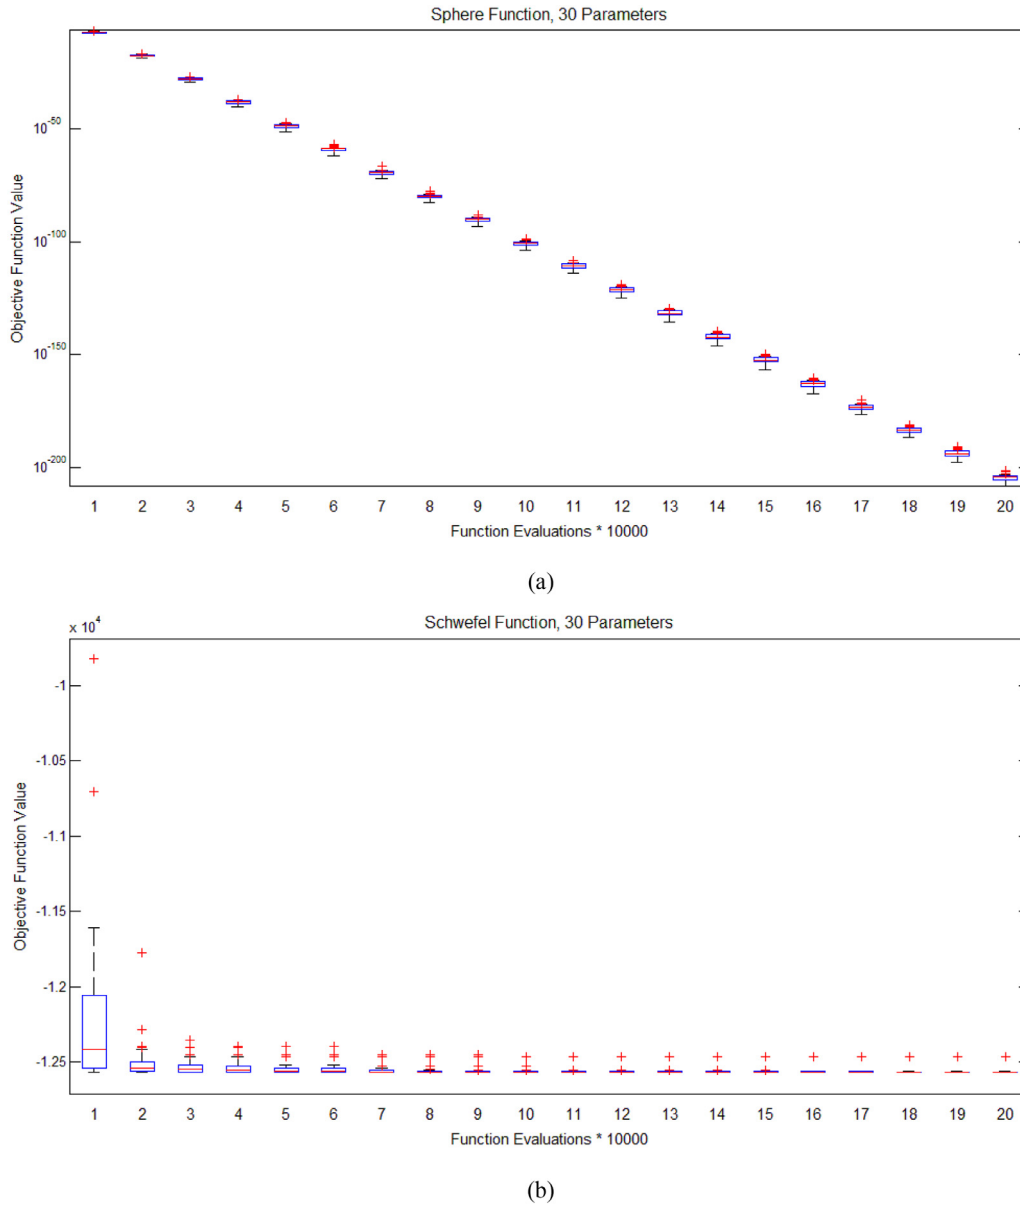 Sphere Function, 30 Parameters
Objective Function Value
10^-50
10^-100
10^-150
10^-200
1 2 3 4 5 6 7 8 9 10 11 12 13 14 15 16 17 18 19 20
Function Evaluations * 10000
(a)
Schwefel Function, 30 Parameters
x 10^4
Objective Function Value
-1
-1.05
-1.1
-1.15
-1.2
-1.25
1 2 3 4 5 6 7 8 9 10 11 12 13 14 15 16 17 18 19 20
Function Evaluations * 10000
(b)